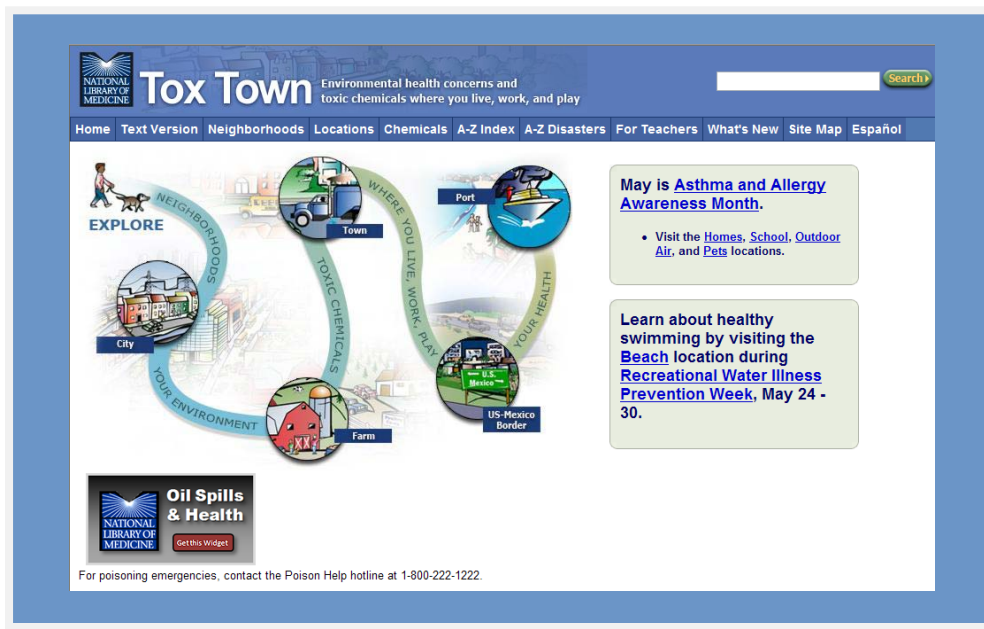 NATIONAL
LIBRARY OF
MEDICINE
Tox Town
Environmental health concerns and
toxic chemicals where you live, work, and play
Search
Home Text Version Neighborhoods Locations Chemicals A-Z Index A-Z Disasters For Teachers What's New Site Map Español
EXPLORE
NEIGHBORHOODS
City
YOUR ENVIRONMENT
Farm
TOXIC CHEMICALS
Town
WHERE YOU LIVE, WORK, PLAY
U.S.
Mexico
US-Mexico
Border
YOUR HEALTH
Port
May is Asthma and Allergy
Awareness Month.
• Visit the Homes, School, Outdoor
Air, and Pets locations.
Learn about healthy
swimming by visiting the
Beach location during
Recreational Water Illness
Prevention Week, May 24 -
30.
NATIONAL
LIBRARY OF
MEDICINE
Oil Spills
& Health
Get this Widget
For poisoning emergencies, contact the Poison Help hotline at 1-800-222-1222.